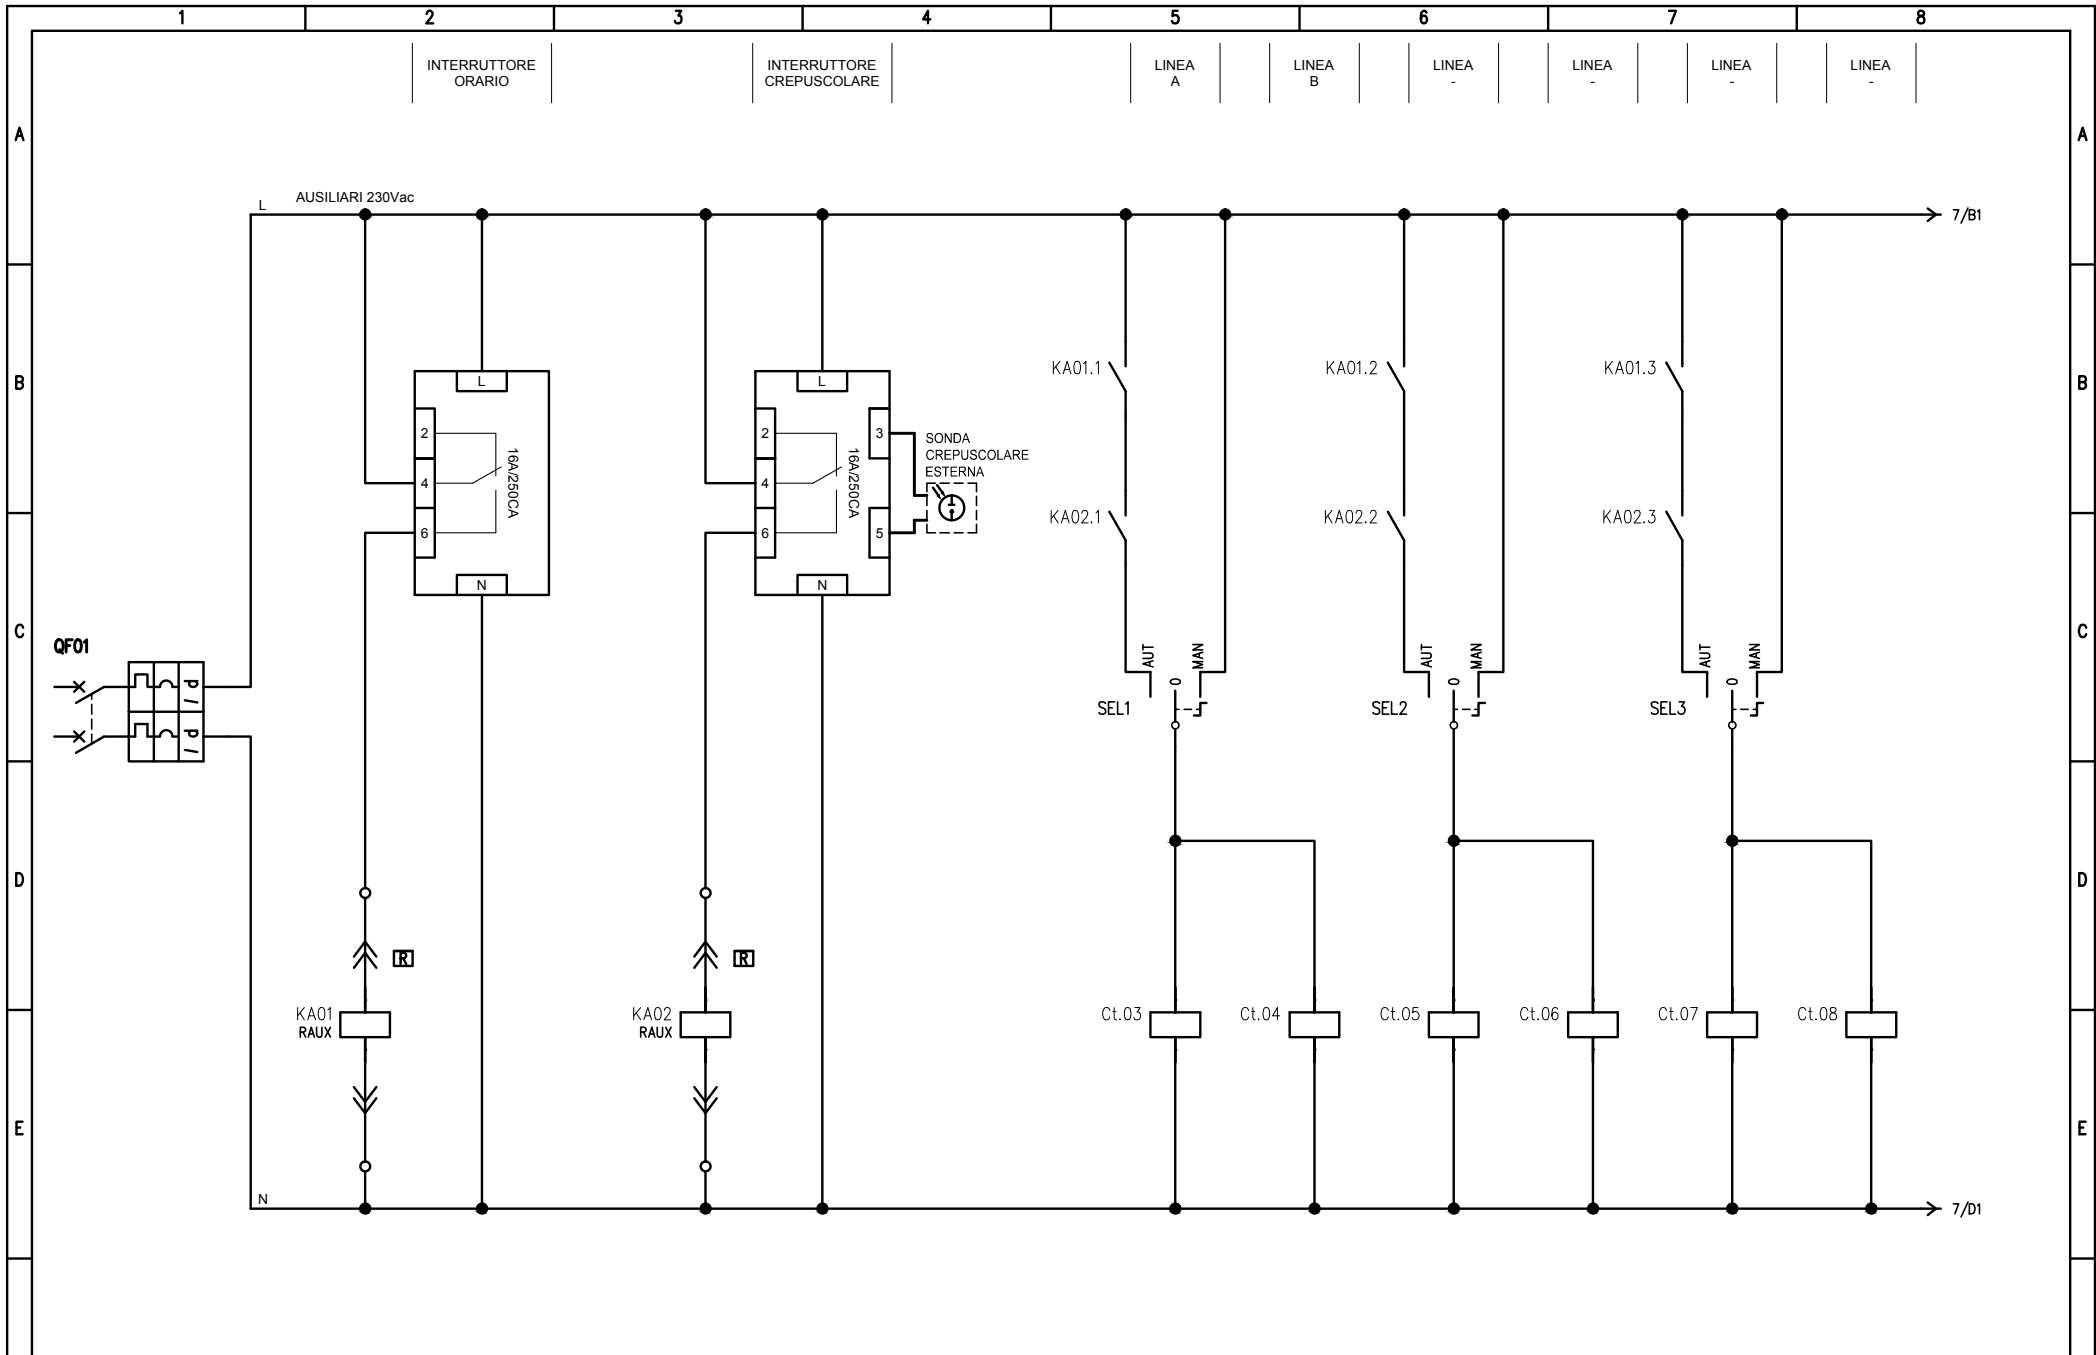 1 2 3 4 5 6 7 8
INTERRUTTORE
ORARIO
INTERRUTTORE
CREPUSCOLARE
LINEA
A
LINEA
B
LINEA
-
LINEA
-
LINEA
-
LINEA
-
A A
L AUSILIARI 230Vac 7/B1
B B
L L
KA01.1 KA01.2 KA01.3
2 2 3
SONDA
CREPUSCOLARE
ESTERNA
16A/250CA 16A/250CA
4 4
KA02.1 KA02.2 KA02.3
6 6 5
N N
C C
QF01
AUT 0 MAN AUT 0 MAN AUT 0 MAN
SEL1 SEL2 SEL3
d /
d /
D D
R R
KA01
RAUX
KA02
RAUX
Ct.03 Ct.04 Ct.05 Ct.06 Ct.07 Ct.08
E E
N 7/D1